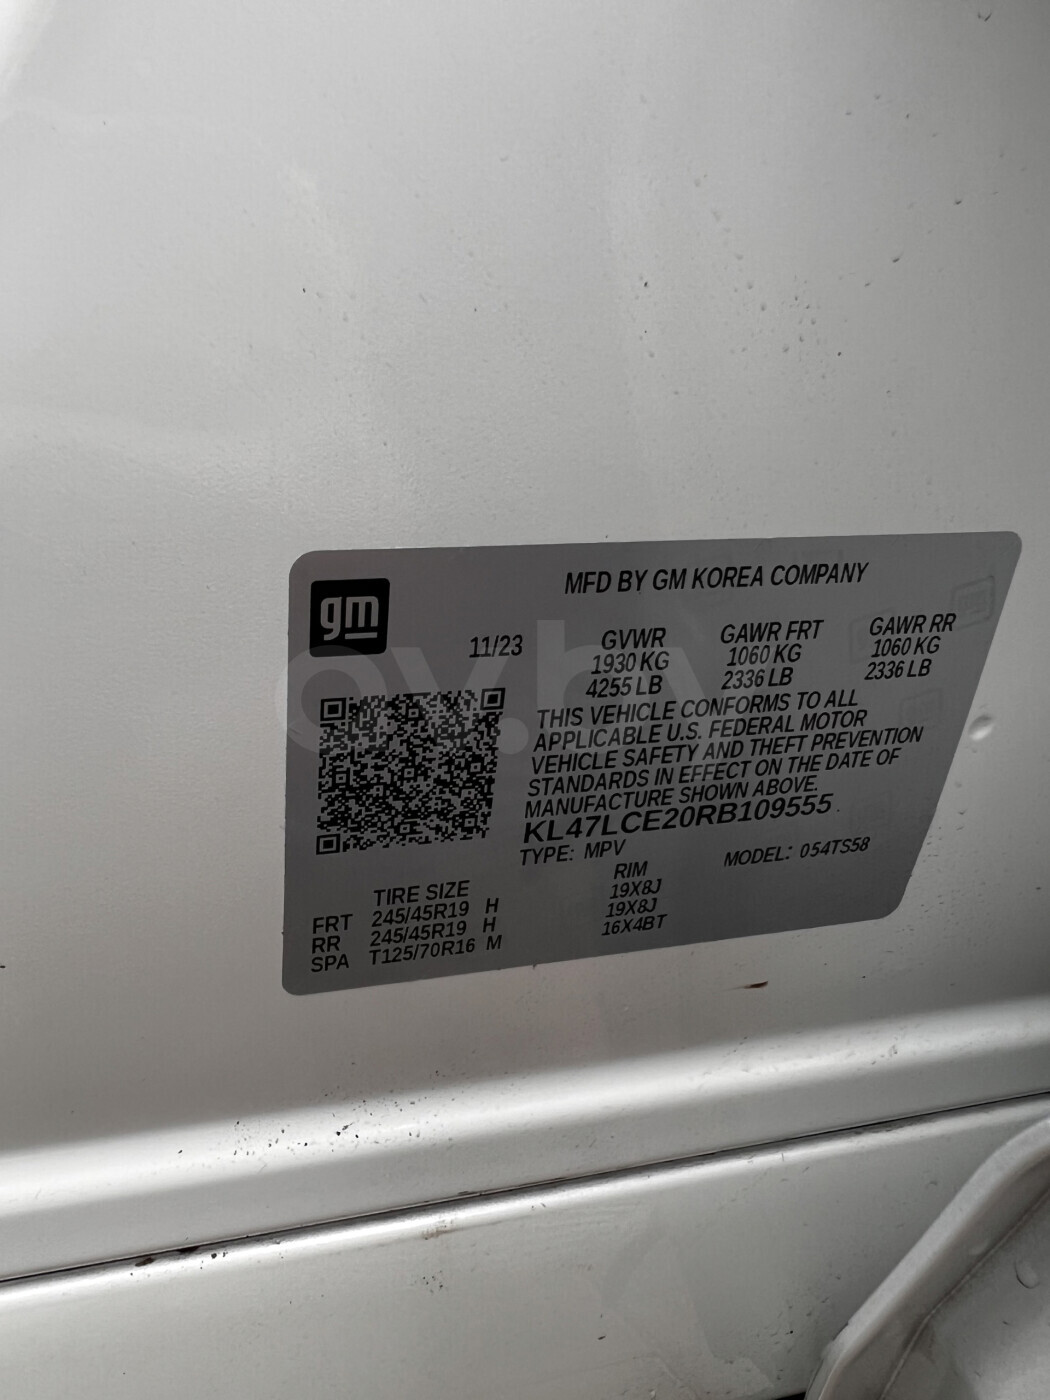 gm
MFD BY GM KOREA COMPANY
11/23 GVWR GAWR FRT GAWR RR
1930 KG 1060 KG 1060 KG
4255 LB 2336 LB 2336 LB
THIS VEHICLE CONFORMS TO ALL
APPLICABLE U.S. FEDERAL MOTOR
VEHICLE SAFETY AND THEFT PREVENTION
STANDARDS IN EFFECT ON THE DATE OF
MANUFACTURE SHOWN ABOVE.
KL47LCE20RB109555
TYPE: MPV MODEL: 054TS58
TIRE SIZE RIM
FRT 245/45R19 H 19X8J
RR 245/45R19 H 19X8J
SPA T125/70R16 M 16X4BT
av.by